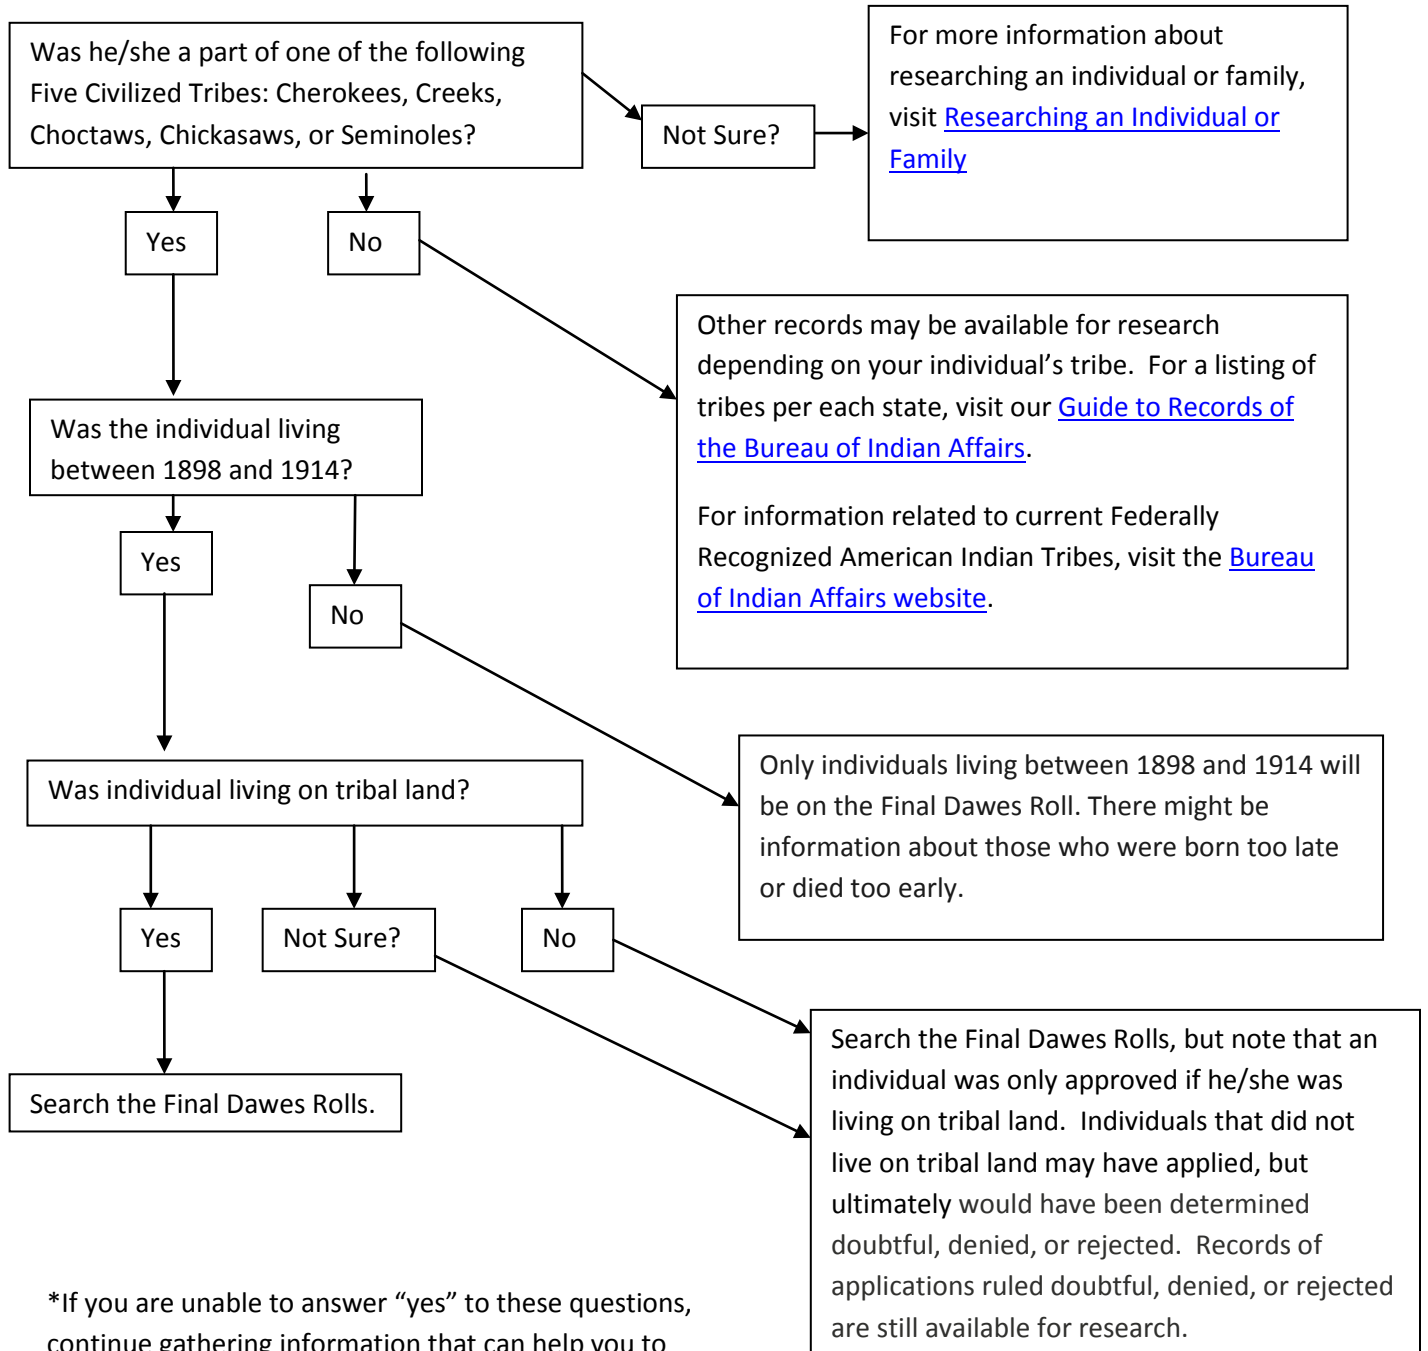 Was he/she a part of one of the following
Five Civilized Tribes: Cherokees, Creeks,
Choctaws, Chickasaws, or Seminoles?
Not Sure?
For more information about
researching an individual or family,
visit Researching an Individual or
Family
Yes
No
Other records may be available for research
depending on your individual’s tribe.  For a listing of
tribes per each state, visit our Guide to Records of
the Bureau of Indian Affairs.
For information related to current Federally
Recognized American Indian Tribes, visit the Bureau
of Indian Affairs website.
Was the individual living
between 1898 and 1914?
Yes
No
Only individuals living between 1898 and 1914 will
be on the Final Dawes Roll. There might be
information about those who were born too late
or died too early.
Was individual living on tribal land?
Yes
Not Sure?
No
Search the Final Dawes Rolls.
Search the Final Dawes Rolls, but note that an
individual was only approved if he/she was
living on tribal land.  Individuals that did not
live on tribal land may have applied, but
ultimately would have been determined
doubtful, denied, or rejected.  Records of
applications ruled doubtful, denied, or rejected
are still available for research.
*If you are unable to answer “yes” to these questions,
continue gathering information that can help you to